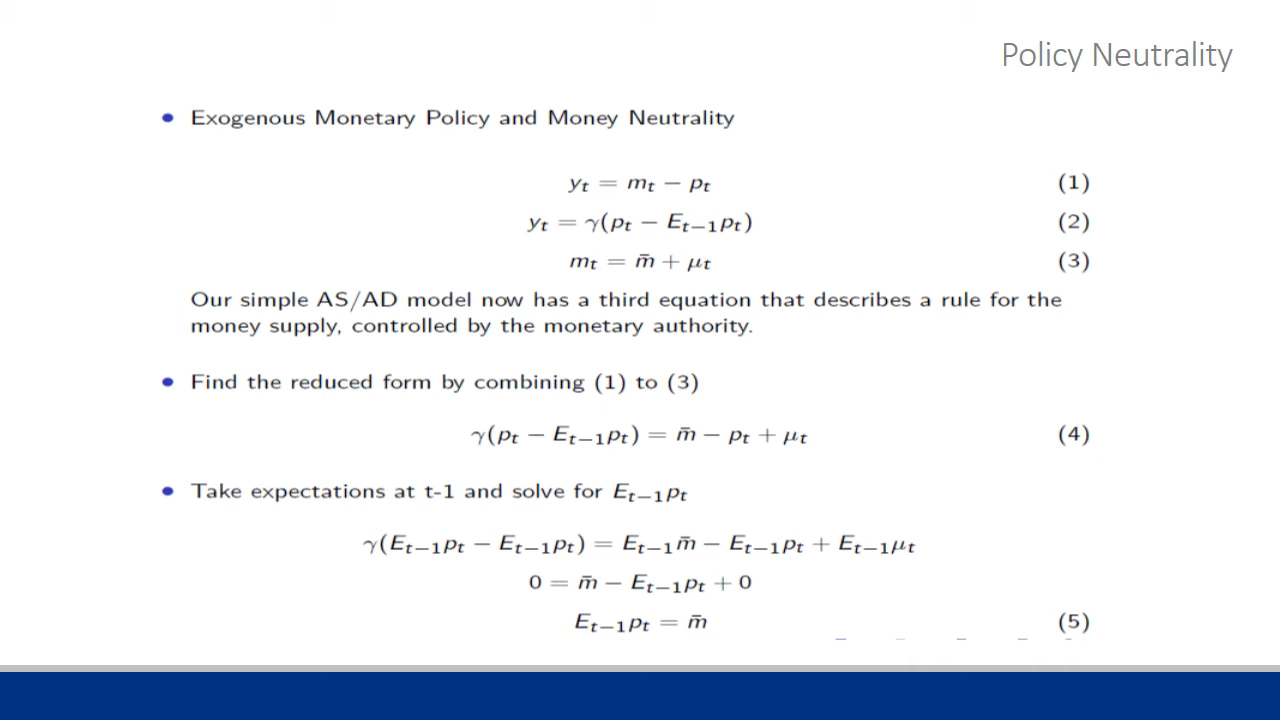 Policy Neutrality
• Exogenous Monetary Policy and Money Neutrality
yₜ = mₜ − pₜ (1)
yₜ = γ(pₜ − Eₜ₋₁pₜ) (2)
mₜ = m̄ + μₜ (3)
Our simple AS/AD model now has a third equation that describes a rule for the
money supply, controlled by the monetary authority.
• Find the reduced form by combining (1) to (3)
γ(pₜ − Eₜ₋₁pₜ) = m̄ − pₜ + μₜ (4)
• Take expectations at t-1 and solve for Eₜ₋₁pₜ
γ(Eₜ₋₁pₜ − Eₜ₋₁pₜ) = Eₜ₋₁m̄ − Eₜ₋₁pₜ + Eₜ₋₁μₜ
0 = m̄ − Eₜ₋₁pₜ + 0
Eₜ₋₁pₜ = m̄ (5)